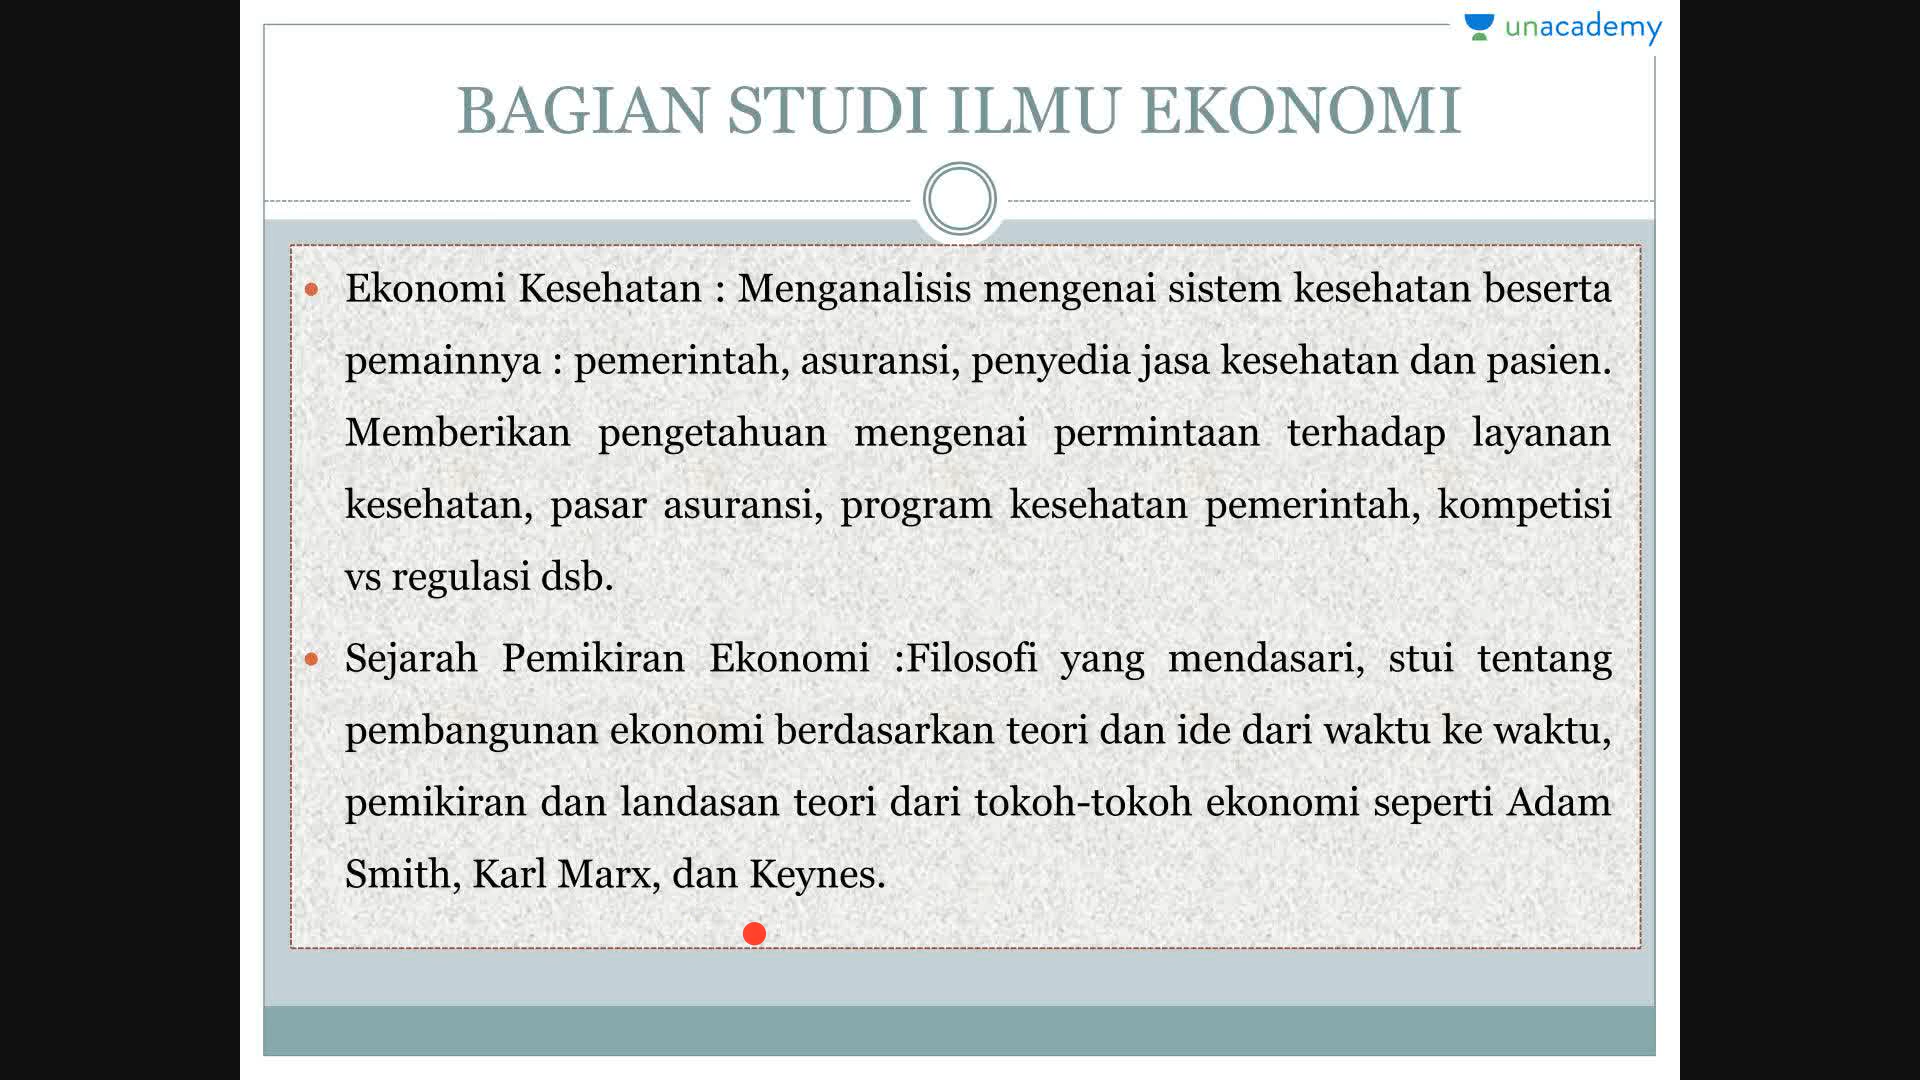 unacademy
BAGIAN STUDI ILMU EKONOMI
• Ekonomi Kesehatan : Menganalisis mengenai sistem kesehatan beserta
pemainnya : pemerintah, asuransi, penyedia jasa kesehatan dan pasien.
Memberikan pengetahuan mengenai permintaan terhadap layanan
kesehatan, pasar asuransi, program kesehatan pemerintah, kompetisi
vs regulasi dsb.
• Sejarah Pemikiran Ekonomi :Filosofi yang mendasari, stui tentang
pembangunan ekonomi berdasarkan teori dan ide dari waktu ke waktu,
pemikiran dan landasan teori dari tokoh-tokoh ekonomi seperti Adam
Smith, Karl Marx, dan Keynes.